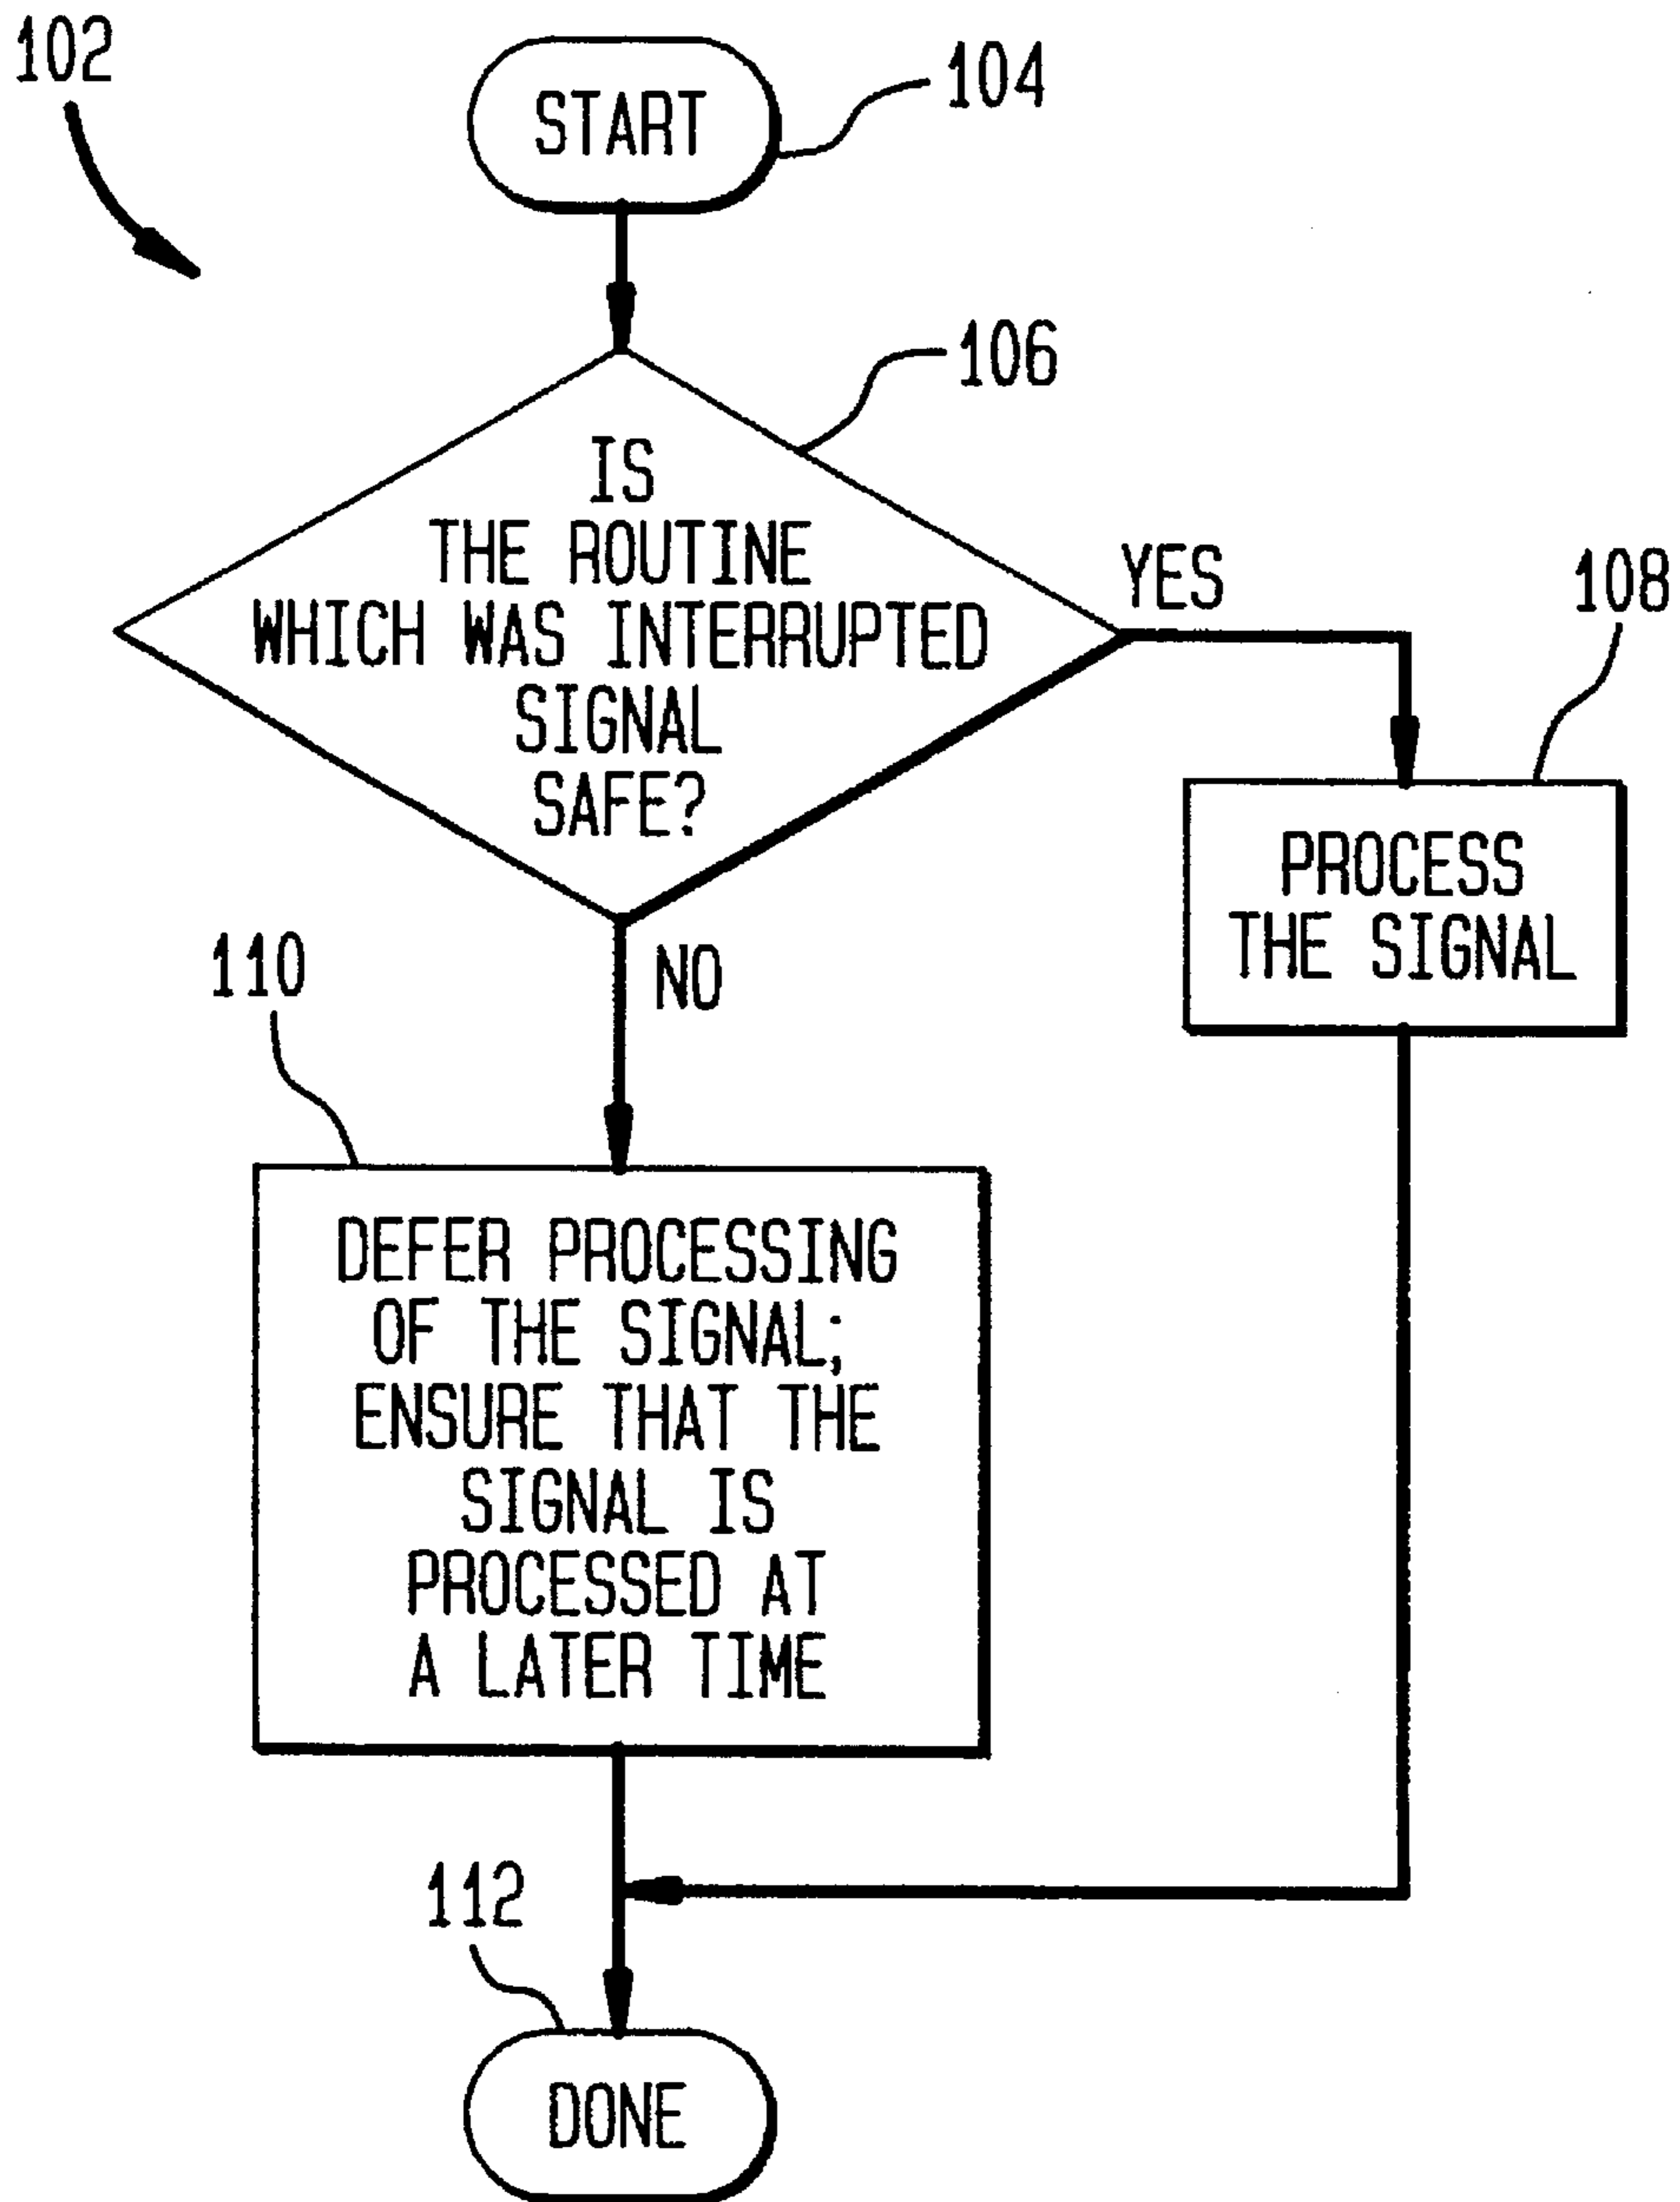 102
START
104
106
IS
THE ROUTINE
WHICH WAS INTERRUPTED
SIGNAL
SAFE?
YES
108
PROCESS
THE SIGNAL
NO
110
DEFER PROCESSING
OF THE SIGNAL;
ENSURE THAT THE
SIGNAL IS
PROCESSED AT
A LATER TIME
112
DONE